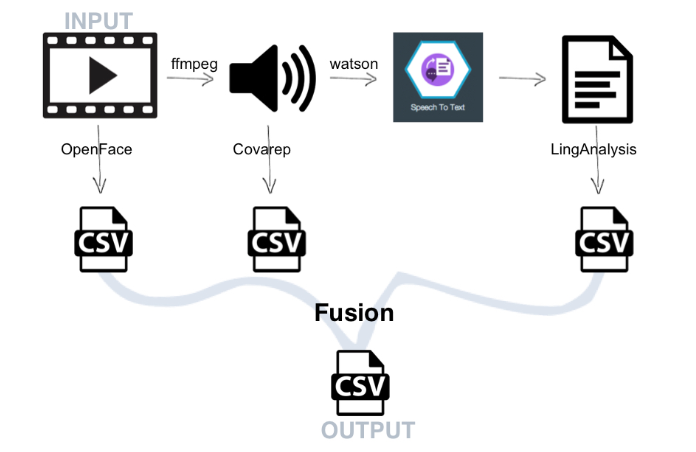 INPUT
ffmpeg
watson
Speech To Text
OpenFace
Covarep
LingAnalysis
CSV
CSV
CSV
Fusion
CSV
OUTPUT